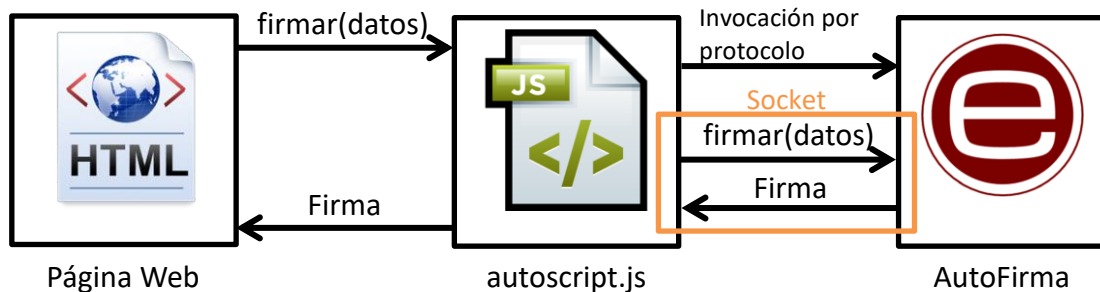 firmar(datos)
Invocación por
protocolo
Socket
firmar(datos)
Firma
Firma
HTML
JS
</>
e
Página Web
autoscript.js
AutoFirma